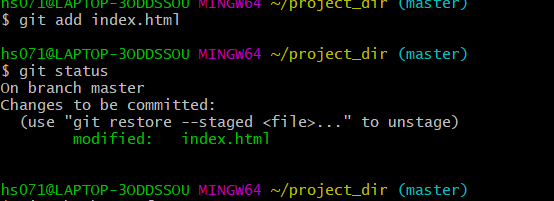 hs071@LAPTOP-3ODDSSOU MINGW64 ~/project_dir (master)
$ git add index.html
hs071@LAPTOP-3ODDSSOU MINGW64 ~/project_dir (master)
$ git status
On branch master
Changes to be committed:
  (use "git restore --staged <file>..." to unstage)
        modified:   index.html
hs071@LAPTOP-3ODDSSOU MINGW64 ~/project_dir (master)